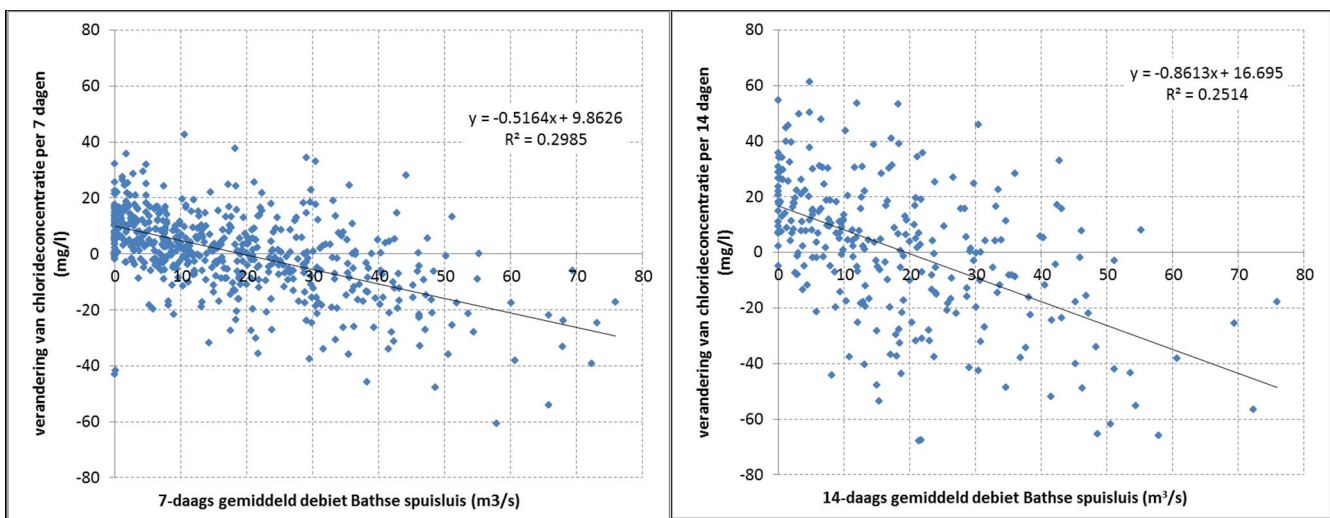 verandering van chlorideconcentratie per 7 dagen
(mg/l)
80
60
40
20
0
-20
-40
-60
-80
0 10 20 30 40 50 60 70 80
y = -0.5164x + 9.8626
R² = 0.2985
7-daags gemiddeld debiet Bathse spuisluis (m3/s)
verandering van chlorideconcentratie per 14 dagen
(mg/l)
80
60
40
20
0
-20
-40
-60
-80
0 10 20 30 40 50 60 70 80
y = -0.8613x + 16.695
R² = 0.2514
14-daags gemiddeld debiet Bathse spuisluis (m³/s)